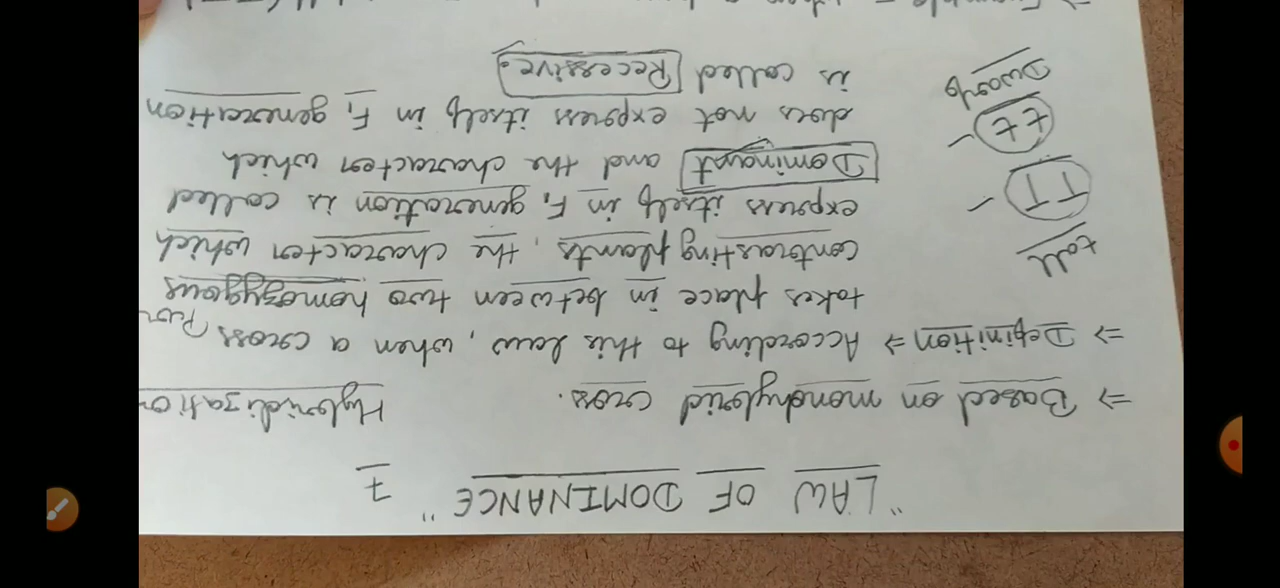 "LAW OF DOMINANCE" 7
⇒ Based on monohybrid cross. Hybridization
⇒ Definition ⇒ According to this law, when a cross
Pure
takes place in between two homozygous
contrasting plants, the character which
express itself in F₁ generation is called
Dominant and the character which
does not express itself in F₁ generation
is called Recessive.
tall
TT
tt
Dwarf
⇒ Example -